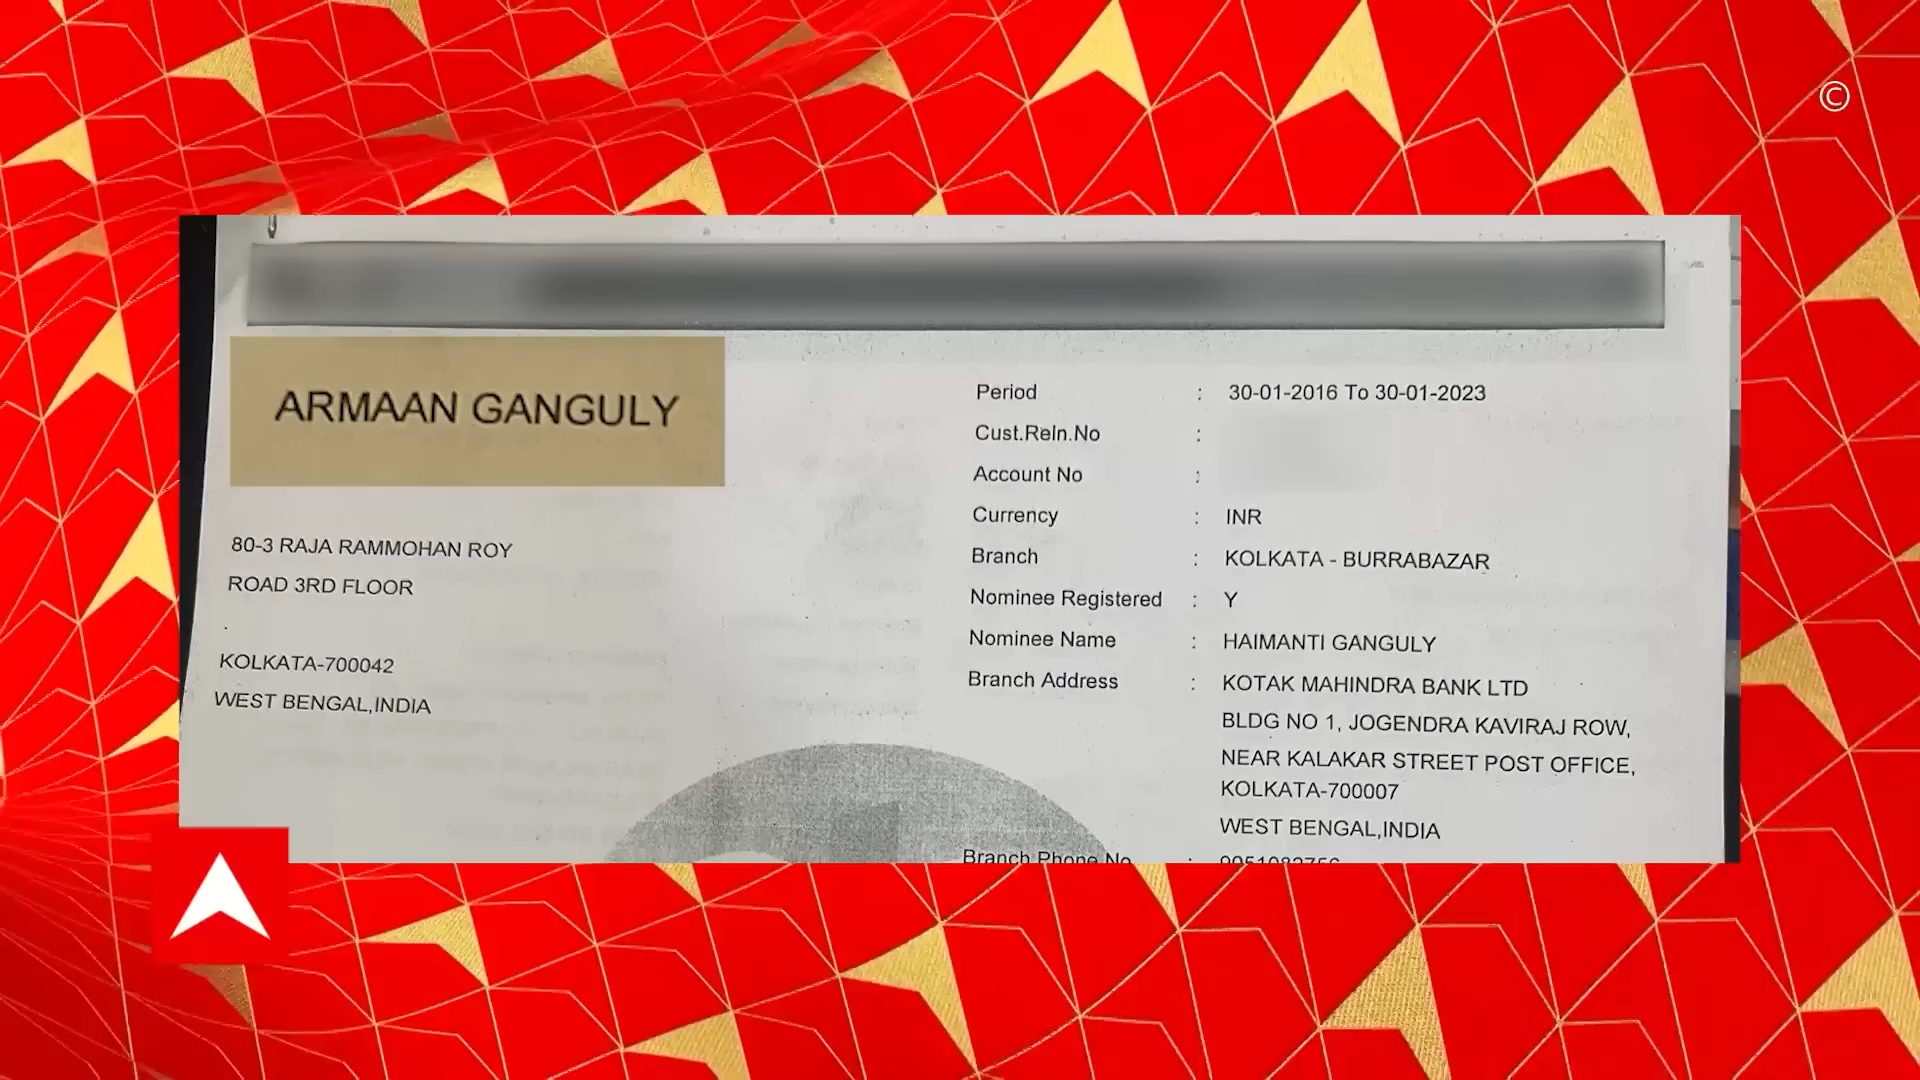 ©
ARMAAN GANGULY
80-3 RAJA RAMMOHAN ROY
ROAD 3RD FLOOR
.
KOLKATA-700042
WEST BENGAL,INDIA
Period : 30-01-2016 To 30-01-2023
Cust.Reln.No :
Account No :
Currency : INR
Branch : KOLKATA - BURRABAZAR
Nominee Registered : Y
Nominee Name : HAIMANTI GANGULY
Branch Address : KOTAK MAHINDRA BANK LTD
BLDG NO 1, JOGENDRA KAVIRAJ ROW,
NEAR KALAKAR STREET POST OFFICE,
KOLKATA-700007
WEST BENGAL,INDIA
Branch Phone No :